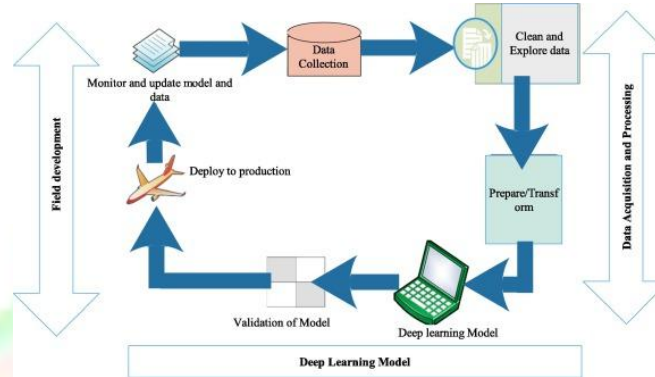 Data
Collection
Clean and
Explore data
Monitor and update model and
data
Prepare/Transf
orm
Deploy to production
Validation of Model
Deep learning Model
Deep Learning Model
Field development
Data Acquisition and Processing